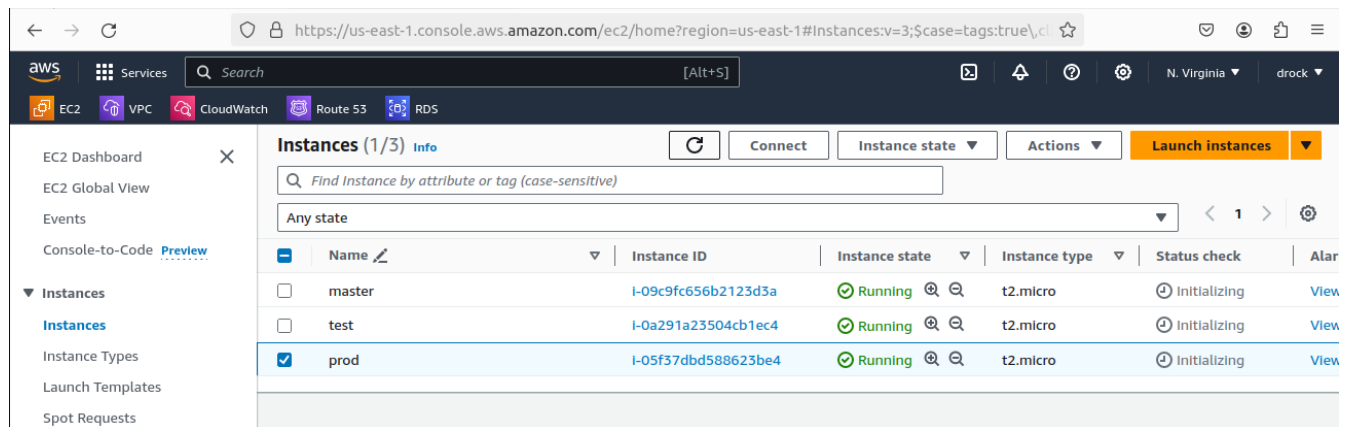 https://us-east-1.console.aws.amazon.com/ec2/home?region=us-east-1#Instances:v=3;$case=tags:true\,cl
aws Services Search [Alt+S] N. Virginia drock
EC2 VPC CloudWatch Route 53 RDS
EC2 Dashboard
EC2 Global View
Events
Console-to-Code Preview
Instances
Instances
Instance Types
Launch Templates
Spot Requests
Instances (1/3) Info Connect Instance state Actions Launch instances
Find Instance by attribute or tag (case-sensitive)
Any state 1
Name Instance ID Instance state Instance type Status check Alar
master i-09c9fc656b2123d3a Running t2.micro Initializing View
test i-0a291a23504cb1ec4 Running t2.micro Initializing View
prod i-05f37dbd588623be4 Running t2.micro Initializing View